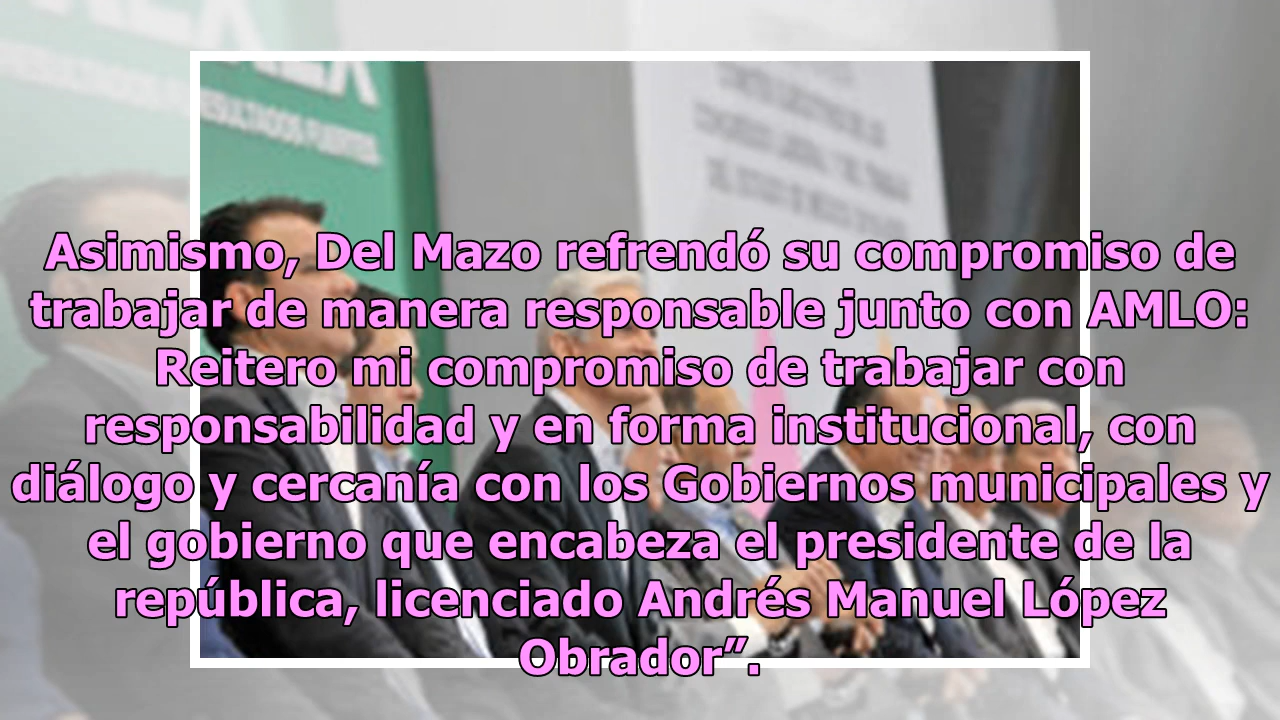 RESULTADOS FUERTES.
Asimismo, Del Mazo refrendó su compromiso de
trabajar de manera responsable junto con AMLO:
Reitero mi compromiso de trabajar con
responsabilidad y en forma institucional, con
diálogo y cercanía con los Gobiernos municipales y
el gobierno que encabeza el presidente de la
república, licenciado Andrés Manuel López
Obrador”.